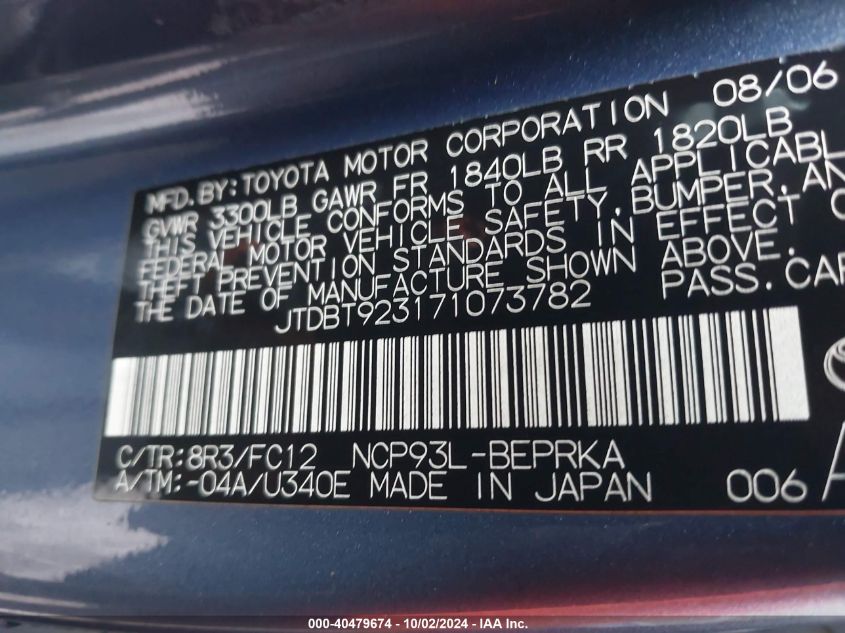 MFD.BY:TOYOTA MOTOR CORPORATION 08/06
GVWR 3300LB GAWR FR 1840LB RR 1820LB
THIS VEHICLE CONFORMS TO ALL APPLICABL
FEDERAL MOTOR VEHICLE SAFETY,BUMPER,AN
THEFT PREVENTION STANDARDS IN EFFECT O
THE DATE OF MANUFACTURE SHOWN ABOVE.
JTDBT923171073782 PASS.CAR
C/TR:8R3/FC12 NCP93L-BEPRKA
A/TM:-04A/U340E MADE IN JAPAN 006
000-40479674 - 10/02/2024 - IAA Inc.